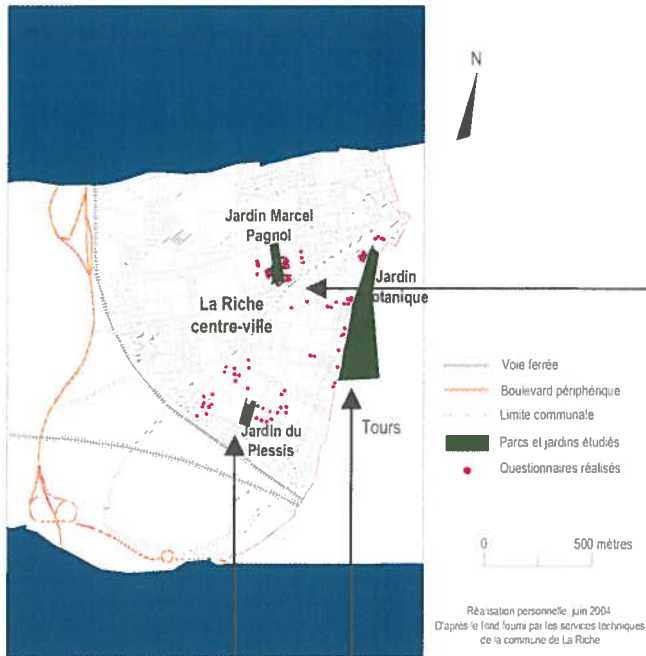 N
Jardin Marcel
Pagnol
Jardin
otanique
La Riche
centre-ville
Tours
Jardin du
Plessis
Voie ferrée
Boulevard périphérique
Limite communale
Parcs et jardins étudiés
Questionnaires réalisés
0 500 mètres
Réalisation personnelle, juin 2004
D'après le fond fourni par les services techniques
de la commune de La Riche